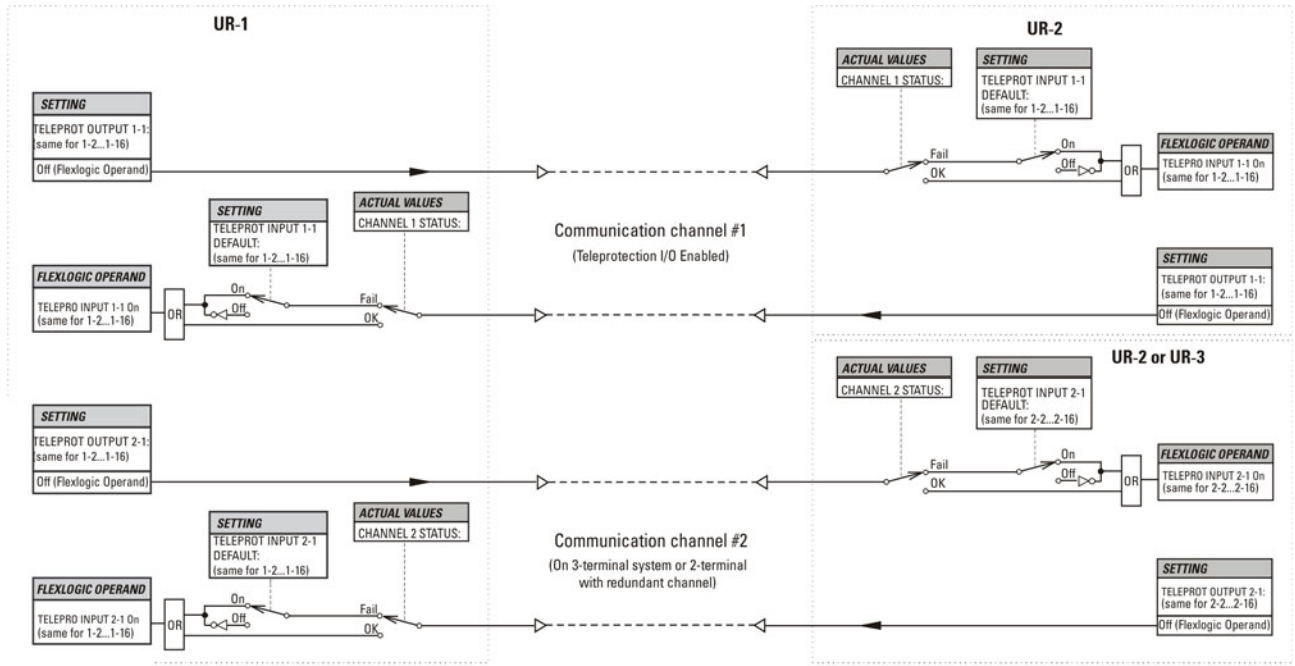 UR-1
SETTING
TELEPROT OUTPUT 1-1:
(same for 1-2...1-16)
Off (Flexlogic Operand)
SETTING
TELEPROT INPUT 1-1
DEFAULT:
(same for 1-2...1-16)
ACTUAL VALUES
CHANNEL 1 STATUS:
FLEXLOGIC OPERAND
TELEPRO INPUT 1-1 On
(same for 1-2...1-16)
OR
On
Off
Fail
OK
Communication channel #1
(Teleprotection I/O Enabled)
UR-2
ACTUAL VALUES
CHANNEL 1 STATUS:
SETTING
TELEPROT INPUT 1-1
DEFAULT:
(same for 1-2...1-16)
Fail
OK
On
Off
OR
FLEXLOGIC OPERAND
TELEPRO INPUT 1-1 On
(same for 1-2...1-16)
SETTING
TELEPROT OUTPUT 1-1:
(same for 1-2...1-16)
Off (Flexlogic Operand)
SETTING
TELEPROT OUTPUT 2-1:
(same for 1-2...1-16)
Off (Flexlogic Operand)
SETTING
TELEPROT INPUT 2-1
DEFAULT:
(same for 1-2...1-16)
ACTUAL VALUES
CHANNEL 2 STATUS:
FLEXLOGIC OPERAND
TELEPRO INPUT 2-1 On
(same for 1-2...1-16)
OR
On
Off
Fail
OK
Communication channel #2
(On 3-terminal system or 2-terminal
with redundant channel)
UR-2 or UR-3
ACTUAL VALUES
CHANNEL 2 STATUS:
SETTING
TELEPROT INPUT 2-1
DEFAULT:
(same for 2-2...2-16)
Fail
OK
On
Off
OR
FLEXLOGIC OPERAND
TELEPRO INPUT 2-1 On
(same for 2-2...2-16)
SETTING
TELEPROT OUTPUT 2-1:
(same for 2-2...2-16)
Off (Flexlogic Operand)